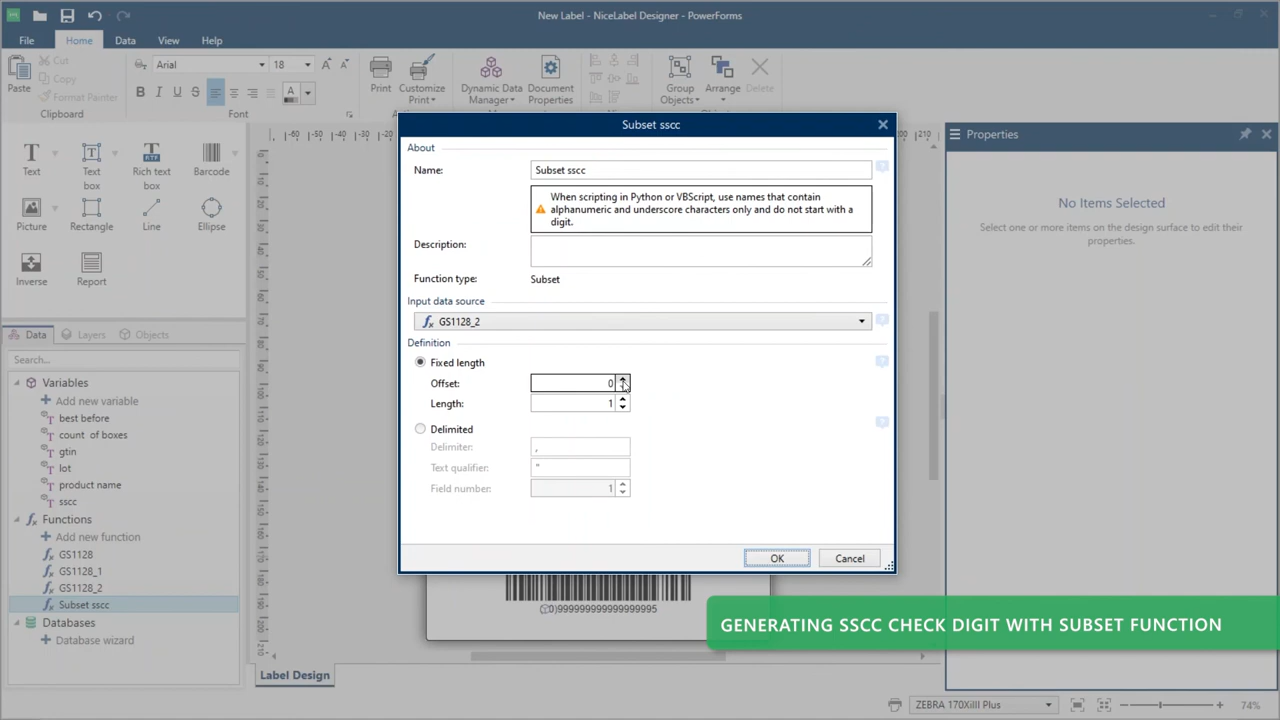 New Label - NiceLabel Designer - PowerForms
File Home Data View Help
Paste
Cut
Copy
Format Painter
Clipboard
Arial
18
B I U S A
Font
Print
Customize Print
Dynamic Data Manager
Document Properties
Group Objects
Arrange
Delete
Text
Text box
RTF
Rich text box
Barcode
Picture
Rectangle
Line
Ellipse
Inverse
Report
Data Layers Objects
Search...
Variables
Add new variable
best before
count of boxes
gtin
lot
product name
sscc
Functions
Add new function
GS1128
GS1128_1
GS1128_2
Subset sscc
Databases
Database wizard
Subset sscc
About
Name: Subset sscc
When scripting in Python or VBScript, use names that contain
alphanumeric and underscore characters only and do not start with a
digit.
Description:
Function type: Subset
Input data source
GS1128_2
Definition
Fixed length
Offset: 0
Length: 1
Delimited
Delimiter: ,
Text qualifier: "
Field number: 1
OK Cancel
Properties
No Items Selected
Select one or more items on the design surface to edit their
properties.
GENERATING SSCC CHECK DIGIT WITH SUBSET FUNCTION
Label Design
ZEBRA 170XiIII Plus
74%